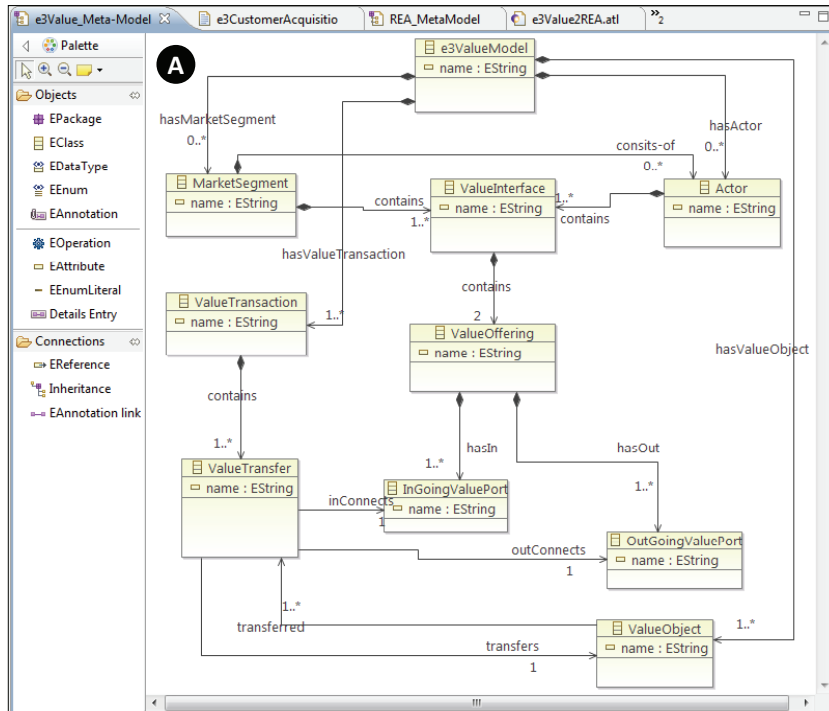 e3Value_Meta-Model
e3CustomerAcquisitio
REA_MetaModel
e3Value2REA.atl
»2
Palette
Objects
EPackage
EClass
EDataType
EEnum
EAnnotation
EOperation
EAttribute
EEnumLiteral
Details Entry
Connections
EReference
Inheritance
EAnnotation link
A
e3ValueModel
name : EString
hasMarketSegment
0..*
hasActor
0..*
consits-of
0..*
MarketSegment
name : EString
contains
1..*
ValueInterface
name : EString
1..*
contains
Actor
name : EString
hasValueTransaction
1..*
contains
2
ValueTransaction
name : EString
ValueOffering
name : EString
hasValueObject
1..*
contains
1..*
hasIn
1..*
hasOut
1..*
ValueTransfer
name : EString
inConnects
1
InGoingValuePort
name : EString
outConnects
1
OutGoingValuePort
name : EString
1..*
transferred
transfers
1
ValueObject
name : EString